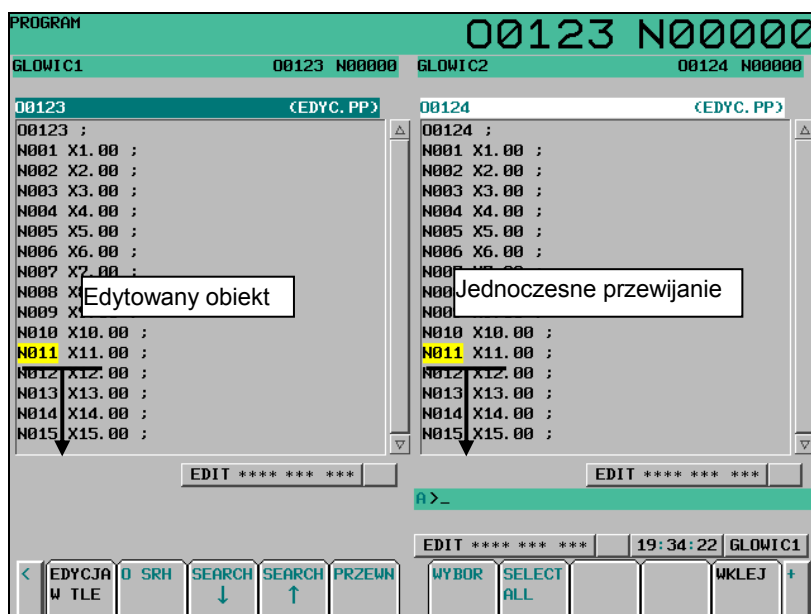 PROGRAM
O0123 N00000
GLOWIC1 O0123 N00000
GLOWIC2 O0124 N00000
O0123 (EDYC.PP)
O0123 ;
N001 X1.00 ;
N002 X2.00 ;
N003 X3.00 ;
N004 X4.00 ;
N005 X5.00 ;
N006 X6.00 ;
N007 X7.00 ;
N008
N009
N010 X10.00 ;
N011 X11.00 ;
N012 X12.00 ;
N013 X13.00 ;
N014 X14.00 ;
N015 X15.00 ;
Edytowany obiekt
EDIT **** *** ***
O0124 (EDYC.PP)
O0124 ;
N001 X1.00 ;
N002 X2.00 ;
N003 X3.00 ;
N004 X4.00 ;
N005 X5.00 ;
N006 X6.00 ;
N010 X10.00 ;
N011 X11.00 ;
N012 X12.00 ;
N013 X13.00 ;
N014 X14.00 ;
N015 X15.00 ;
Jednoczesne przewijanie
EDIT **** *** ***
A>_
EDIT **** *** *** 19:34:22 GLOWIC1
< EDYCJA W TLE
O SRH
SEARCH ↓
SEARCH ↑
PRZEWN
WYBOR
SELECT ALL
WKLEJ
+